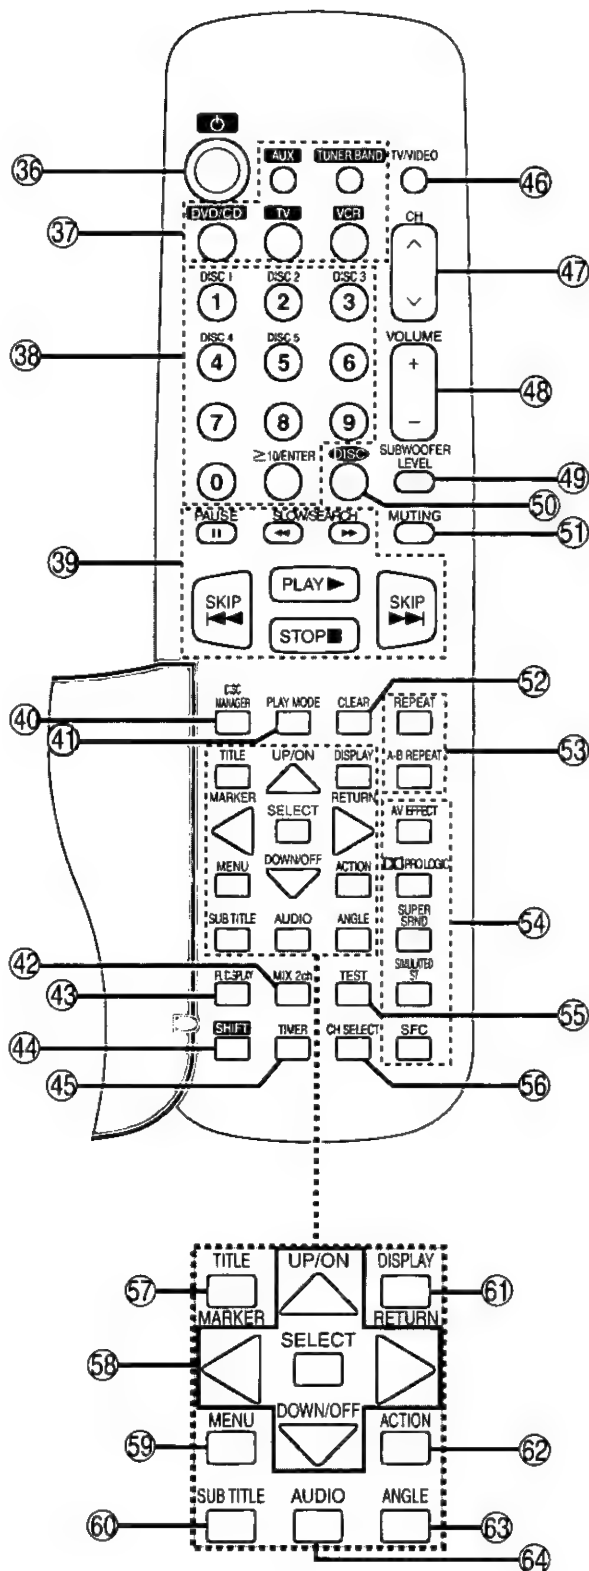 ⏻
36
AUX
TUNER BAND
TV/VIDEO
46
37
DVD/CD
TV
VCR
CH
47
DISC 1
DISC 2
DISC 3
1
2
3
38
DISC 4
DISC 5
4
5
6
VOLUME
+
−
48
7
8
9
≧10/ENTER
DISC
SUBWOOFER
LEVEL
49
0
50
PAUSE
SLOW/SEARCH
MUTING
51
39
SKIP
PLAY
SKIP
STOP
52
DISC
MANAGER
PLAY MODE
CLEAR
REPEAT
40
41
53
TITLE
UP/ON
DISPLAY
A-B REPEAT
MARKER
SELECT
RETURN
AV EFFECT
MENU
DOWN/OFF
ACTION
PRO LOGIC
54
SUB TITLE
AUDIO
ANGLE
SUPER
SRND
42
SIMULATED
ST
43
FL DISPLAY
MIX 2ch
TEST
55
44
SHIFT
TIMER
CH SELECT
SFC
45
56
TITLE
UP/ON
DISPLAY
57
61
MARKER
RETURN
SELECT
58
MENU
DOWN/OFF
ACTION
59
62
SUB TITLE
AUDIO
ANGLE
60
63
64